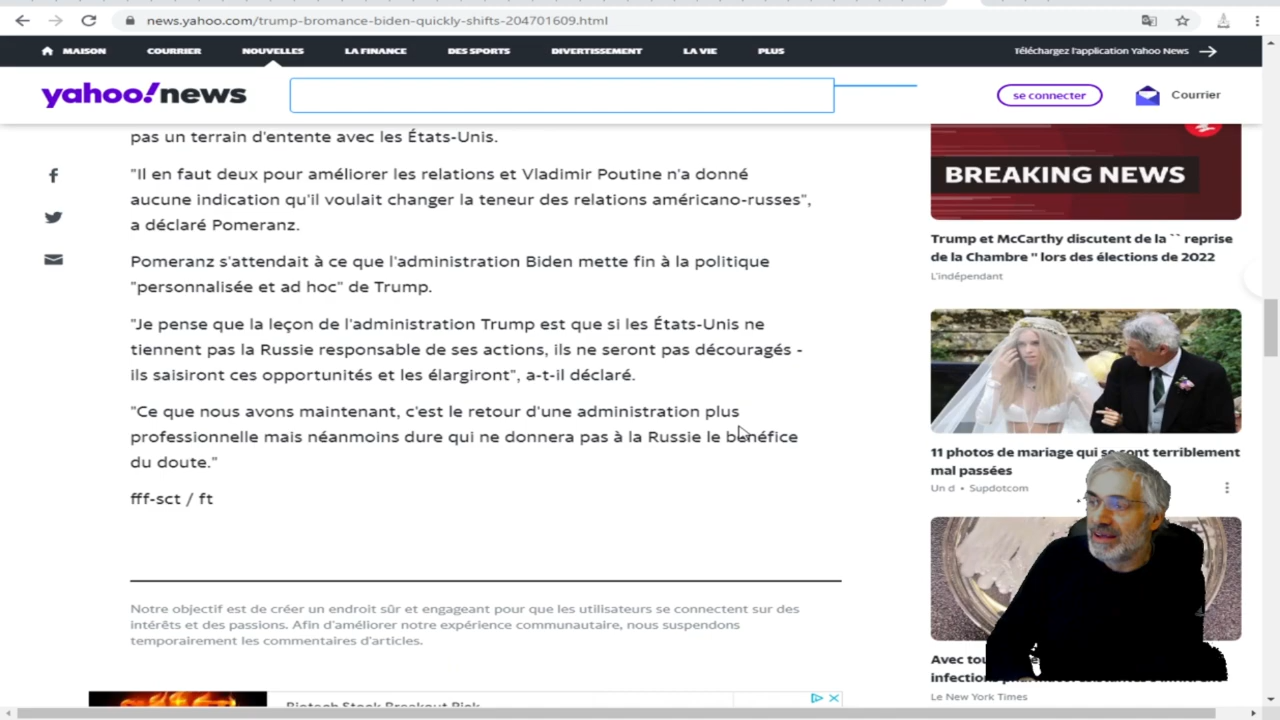 news.yahoo.com/trump-bromance-biden-quickly-shifts-204701609.html
MAISON COURRIER NOUVELLES LA FINANCE DES SPORTS DIVERTISSEMENT LA VIE PLUS Téléchargez l'application Yahoo News
yahoo!news se connecter Courrier
pas un terrain d'entente avec les États-Unis.
"Il en faut deux pour améliorer les relations et Vladimir Poutine n'a donné
aucune indication qu'il voulait changer la teneur des relations américano-russes",
a déclaré Pomeranz.
Pomeranz s'attendait à ce que l'administration Biden mette fin à la politique
"personnalisée et ad hoc" de Trump.
"Je pense que la leçon de l'administration Trump est que si les États-Unis ne
tiennent pas la Russie responsable de ses actions, ils ne seront pas découragés -
ils saisiront ces opportunités et les élargiront", a-t-il déclaré.
"Ce que nous avons maintenant, c'est le retour d'une administration plus
professionnelle mais néanmoins dure qui ne donnera pas à la Russie le bénéfice
du doute."
fff-sct / ft
Notre objectif est de créer un endroit sûr et engageant pour que les utilisateurs se connectent sur des
intérêts et des passions. Afin d'améliorer notre expérience communautaire, nous suspendons
temporairement les commentaires d'articles.
Biotech Stock Breakout Pick
BREAKING NEWS
Trump et McCarthy discutent de la `` reprise
de la Chambre '' lors des élections de 2022
L'indépendant
11 photos de mariage qui se sont terriblement
mal passées
Un d • Supdotcom
Avec
infections
Le New York Times